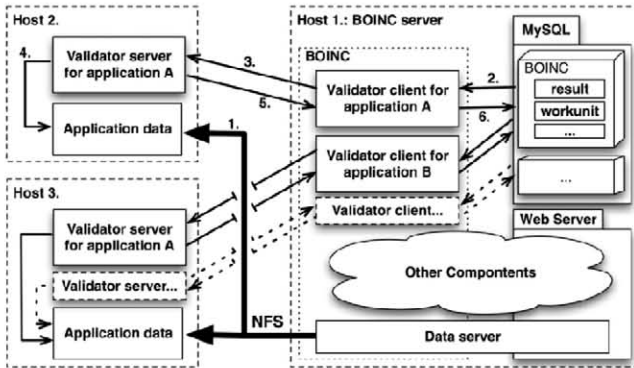 Host 2.
4.
Validator server
for application A
Application data
3.
5.
1.
Host 1.: BOINC server
BOINC
Validator client for
application A
Validator client for
application B
Validator client...
2.
6.
MySQL
BOINC
result
workunit
...
...
Web Server
Other Compontents
Data server
NFS
Host 3.
Validator server
for application A
Validator server...
Application data